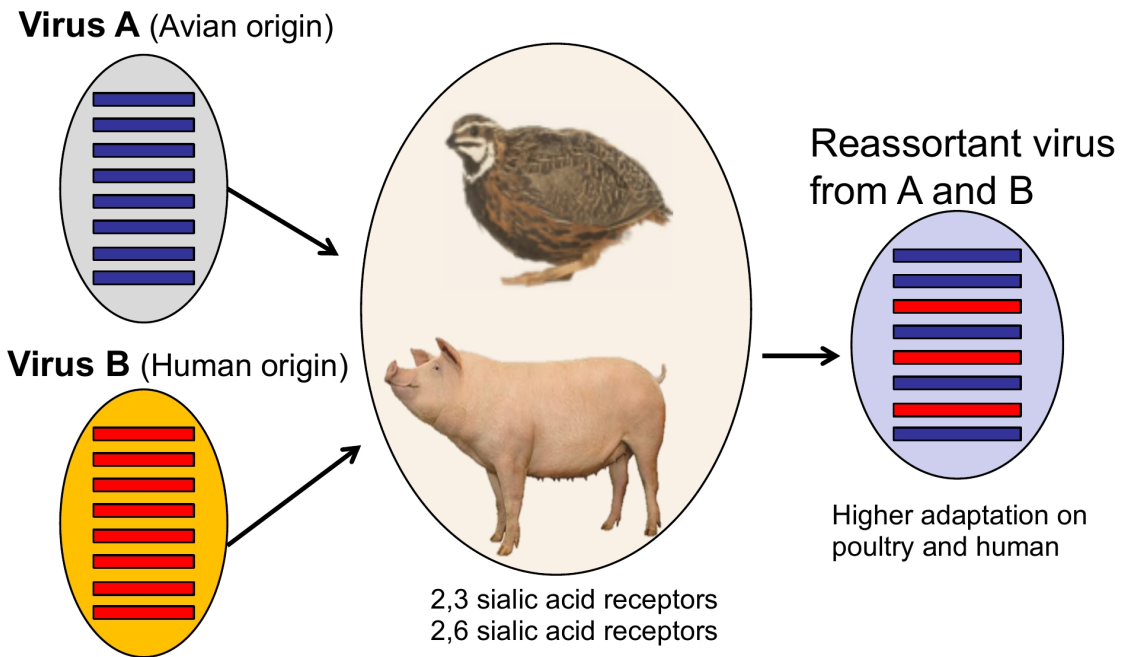 Virus A (Avian origin)
Virus B (Human origin)
2,3 sialic acid receptors
2,6 sialic acid receptors
Reassortant virus
from A and B
Higher adaptation on
poultry and human